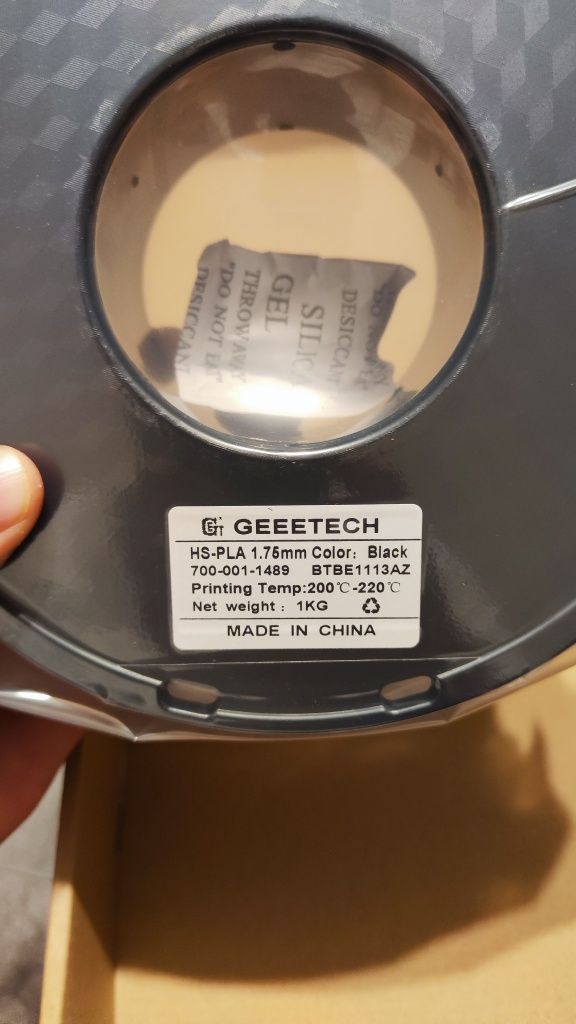 DESICCANT
"DO NOT EAT"
THROW AWAY
GEL
SILICA
DESICCANT
GEEETECH
HS-PLA 1.75mm Color: Black
700-001-1489 BTBE1113AZ
Printing Temp:200℃-220℃
Net weight : 1KG
MADE IN CHINA